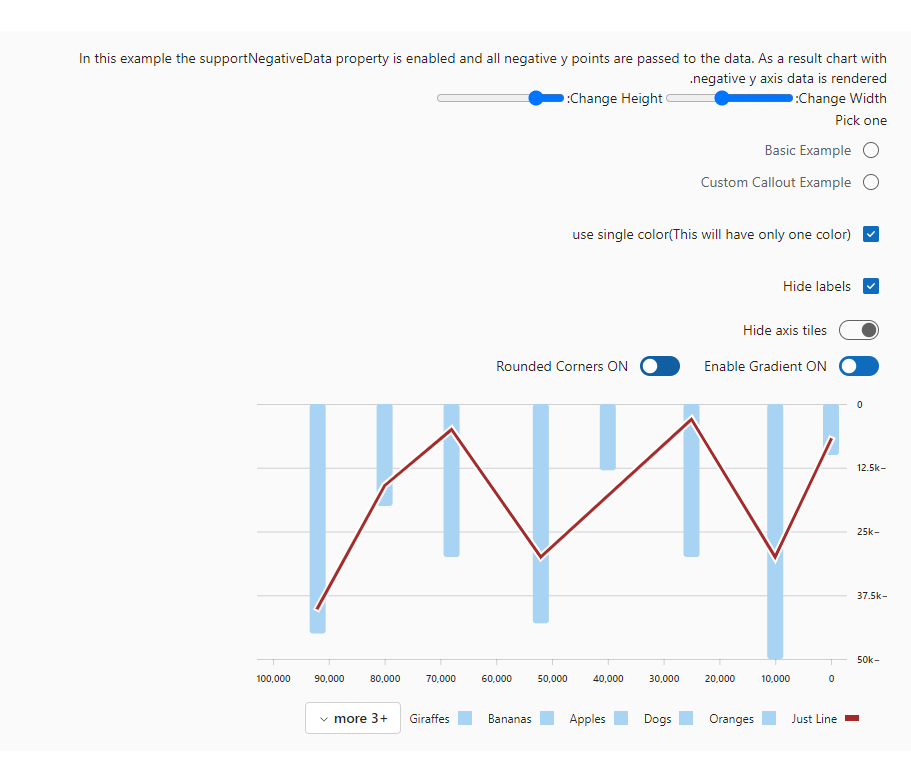 In this example the supportNegativeData property is enabled and all negative y points are passed to the data. As a result chart with
.negative y axis data is rendered
:Change Width :Change Height
Pick one
Basic Example
Custom Callout Example
use single color(This will have only one color)
Hide labels
Hide axis tiles
Enable Gradient ON Rounded Corners ON
0
12.5k−
25k−
37.5k−
50k−
100,000 90,000 80,000 70,000 60,000 50,000 40,000 30,000 20,000 10,000 0
more 3+ Giraffes Bananas Apples Dogs Oranges Just Line